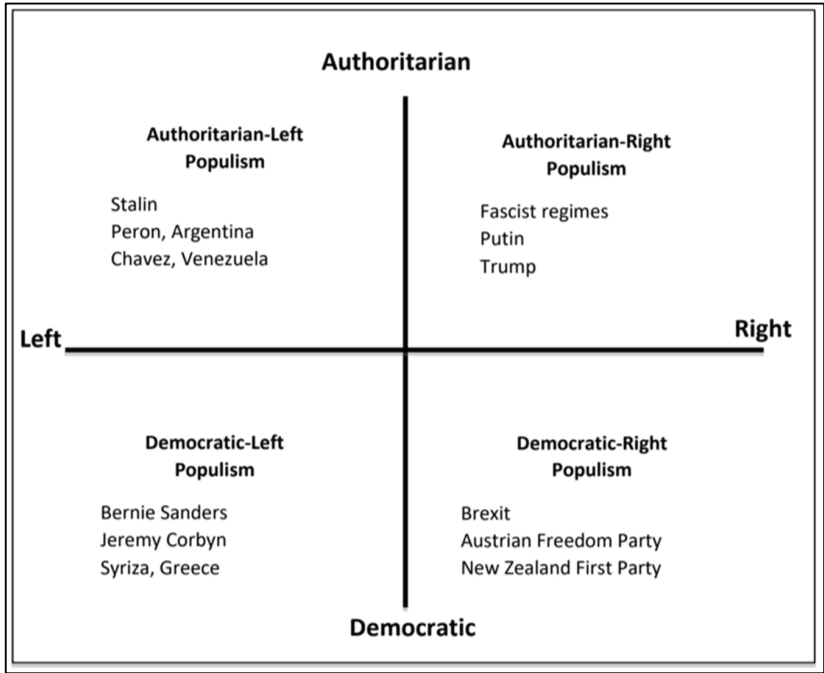 Authoritarian
Authoritarian-Left
Populism
Stalin
Peron, Argentina
Chavez, Venezuela
Authoritarian-Right
Populism
Fascist regimes
Putin
Trump
Left
Right
Democratic-Left
Populism
Bernie Sanders
Jeremy Corbyn
Syriza, Greece
Democratic-Right
Populism
Brexit
Austrian Freedom Party
New Zealand First Party
Democratic